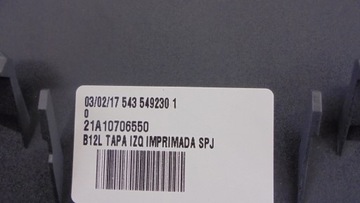 03/02/17 543 549230 1
0
21A10706550
B12L TAPA IZQ IMPRIMADA SPJ